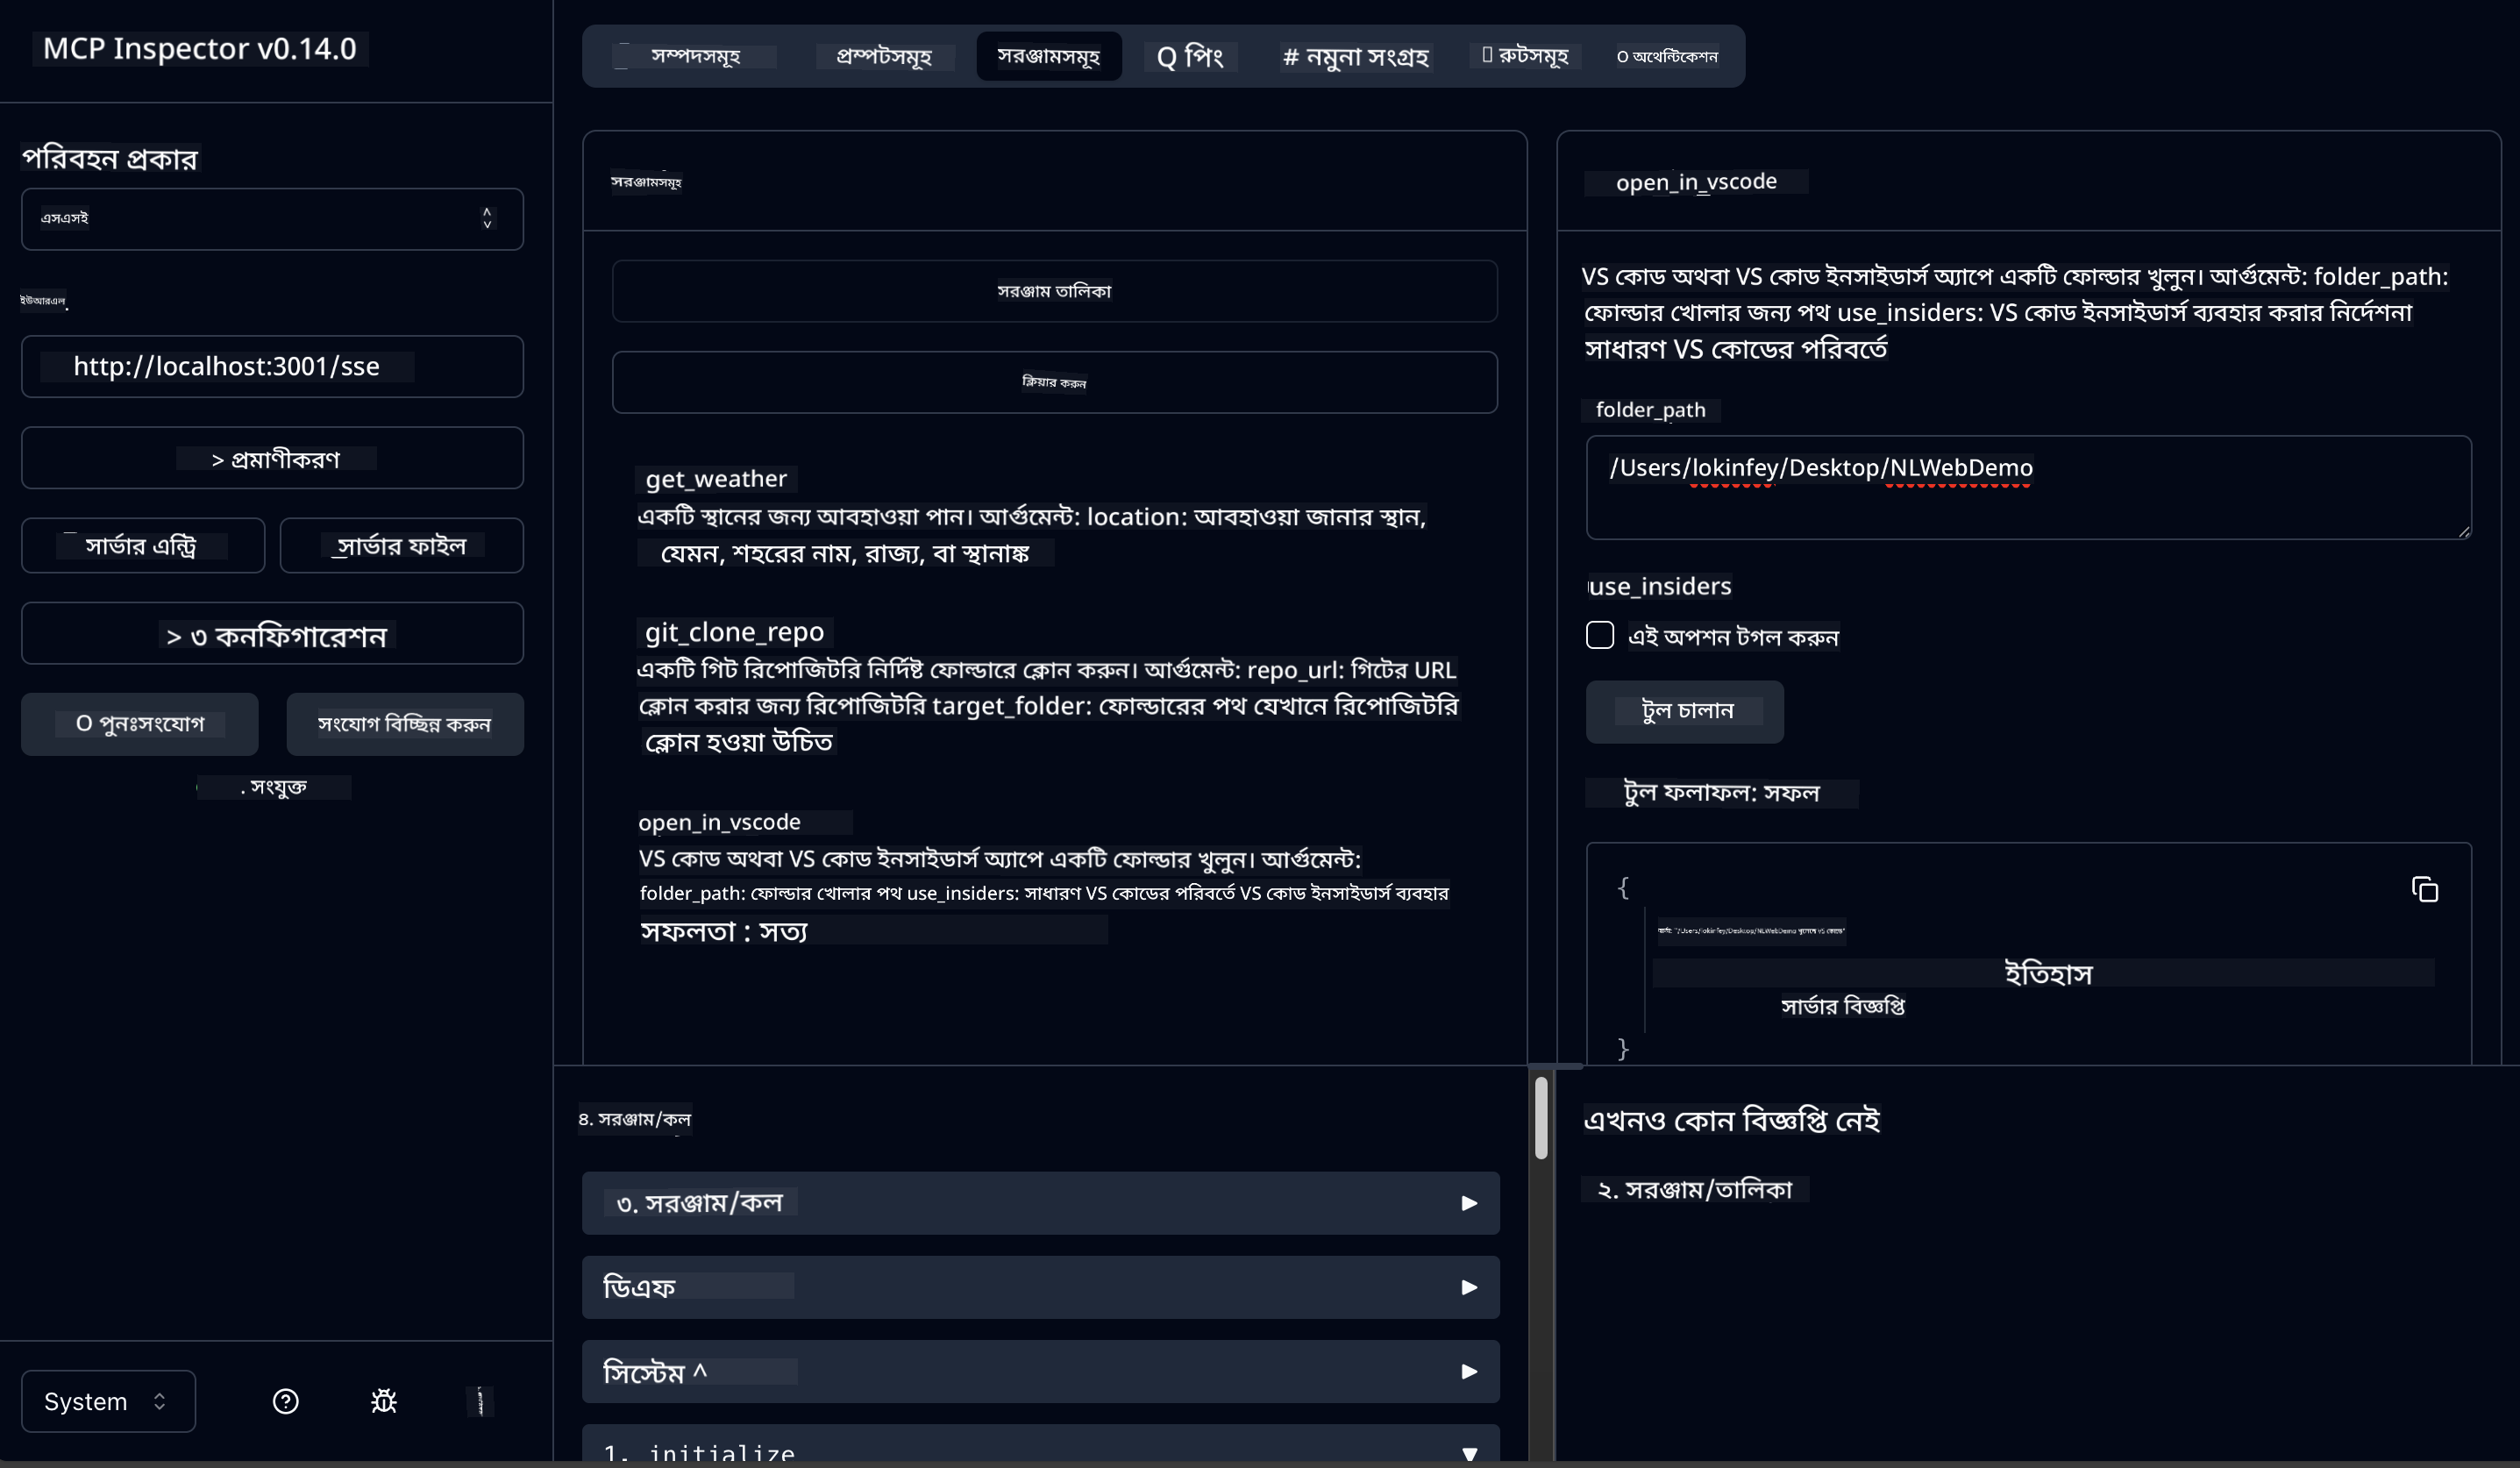 MCP Inspector v0.14.0
পরিবহন প্রকার
এসএসই
ইউআরএল.
http://localhost:3001/sse
> প্রমাণীকরণ
সার্ভার এন্ট্রি
সার্ভার ফাইল
> ৩ কনফিগারেশন
O পুনঃসংযোগ
সংযোগ বিচ্ছিন্ন করুন
. সংযুক্ত
System
সম্পদসমূহ
প্রম্পটসমূহ
সরঞ্জামসমূহ
Q পিং
# নমুনা সংগ্রহ
রুটসমূহ
O অথেন্টিকেশন
সরঞ্জামসমূহ
সরঞ্জাম তালিকা
ক্লিয়ার করুন
get_weather
একটি স্থানের জন্য আবহাওয়া পান। আর্গুমেন্ট: location: আবহাওয়া জানার স্থান,
যেমন, শহরের নাম, রাজ্য, বা স্থানাঙ্ক
git_clone_repo
একটি গিট রিপোজিটরি নির্দিষ্ট ফোল্ডারে ক্লোন করুন। আর্গুমেন্ট: repo_url: গিটের URL
ক্লোন করার জন্য রিপোজিটরি target_folder: ফোল্ডারের পথ যেখানে রিপোজিটরি
ক্লোন হওয়া উচিত
open_in_vscode
VS কোড অথবা VS কোড ইনসাইডার্স অ্যাপে একটি ফোল্ডার খুলুন। আর্গুমেন্ট:
folder_path: ফোল্ডার খোলার পথ use_insiders: সাধারণ VS কোডের পরিবর্তে VS কোড ইনসাইডার্স ব্যবহার
সফলতা : সত্য
open_in_vscode
VS কোড অথবা VS কোড ইনসাইডার্স অ্যাপে একটি ফোল্ডার খুলুন। আর্গুমেন্ট: folder_path:
ফোল্ডার খোলার জন্য পথ use_insiders: VS কোড ইনসাইডার্স ব্যবহার করার নির্দেশনা
সাধারণ VS কোডের পরিবর্তে
folder_path
/Users/lokinfey/Desktop/NLWebDemo
use_insiders
এই অপশন টগল করুন
টুল চালান
টুল ফলাফল: সফল
{
"/Users/lokinfey/Desktop/NLWebDemo খুলেছে VS কোডে"
ইতিহাস
সার্ভার বিজ্ঞপ্তি
}
৪. সরঞ্জাম/কল
৩. সরঞ্জাম/কল
ডিএফ
সিস্টেম ^
1. initialize
এখনও কোন বিজ্ঞপ্তি নেই
২. সরঞ্জাম/তালিকা